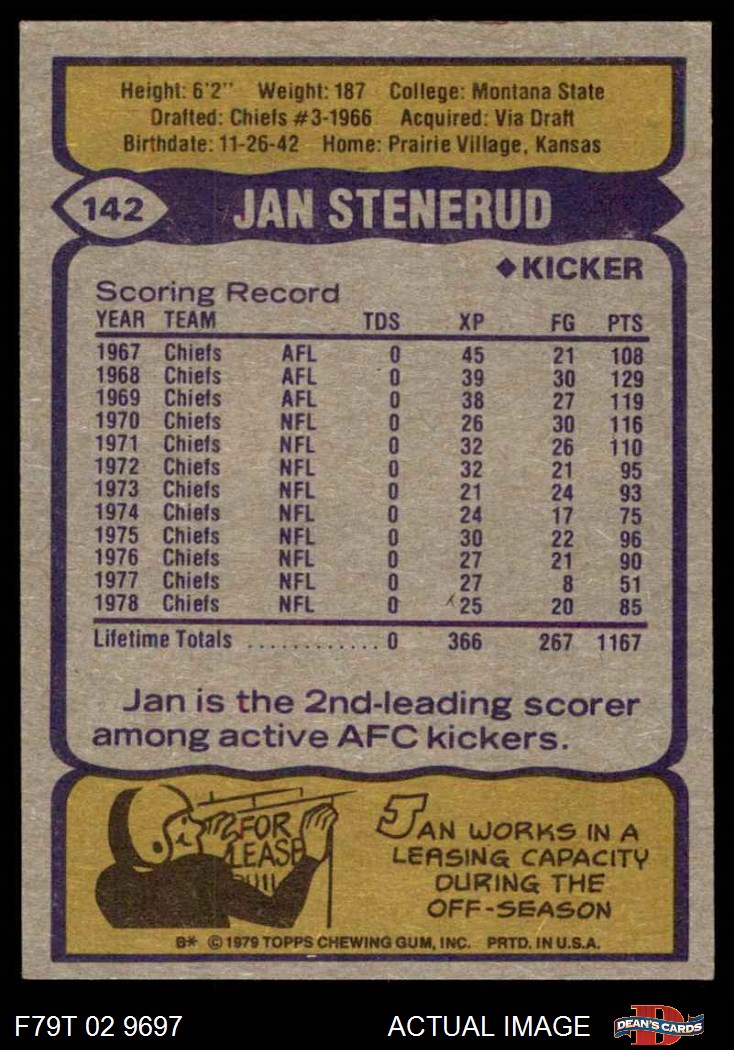 Height: 6'2" Weight: 187 College: Montana State
Drafted: Chiefs #3-1966 Acquired: Via Draft
Birthdate: 11-26-42 Home: Prairie Village, Kansas
142 JAN STENERUD
◆KICKER
Scoring Record
YEAR TEAM TDS XP FG PTS
1967 Chiefs AFL 0 45 21 108
1968 Chiefs AFL 0 39 30 129
1969 Chiefs AFL 0 38 27 119
1970 Chiefs NFL 0 26 30 116
1971 Chiefs NFL 0 32 26 110
1972 Chiefs NFL 0 32 21 95
1973 Chiefs NFL 0 21 24 93
1974 Chiefs NFL 0 24 17 75
1975 Chiefs NFL 0 30 22 96
1976 Chiefs NFL 0 27 21 90
1977 Chiefs NFL 0 27 8 51
1978 Chiefs NFL 0 25 20 85
Lifetime Totals ............ 0 366 267 1167
Jan is the 2nd-leading scorer
among active AFC kickers.
FOR
LEASE
JAN WORKS IN A
LEASING CAPACITY
DURING THE
OFF-SEASON
B* © 1979 TOPPS CHEWING GUM, INC. PRTD. IN U.S.A.
F79T 02 9697 ACTUAL IMAGE D DEAN'S CARDS